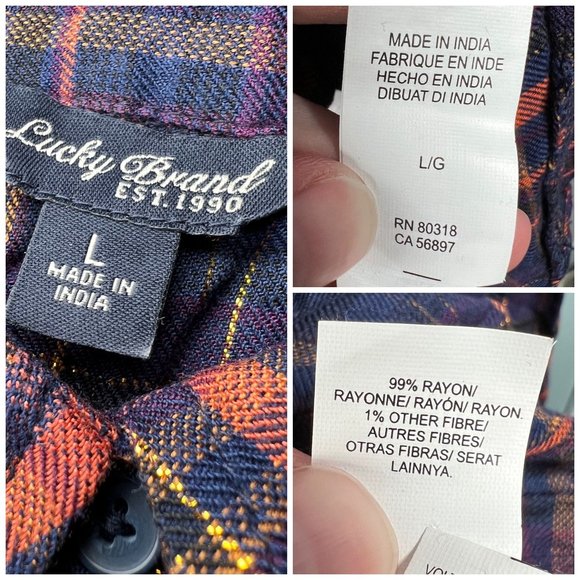 Lucky Brand
EST. 1990
L
MADE IN
INDIA
MADE IN INDIA
FABRIQUE EN INDE
HECHO EN INDIA
DIBUAT DI INDIA
L/G
RN 80318
CA 56897
99% RAYON/
RAYONNE/ RAYÓN/ RAYON.
1% OTHER FIBRE/
AUTRES FIBRES/
OTRAS FIBRAS/ SERAT
LAINNYA.